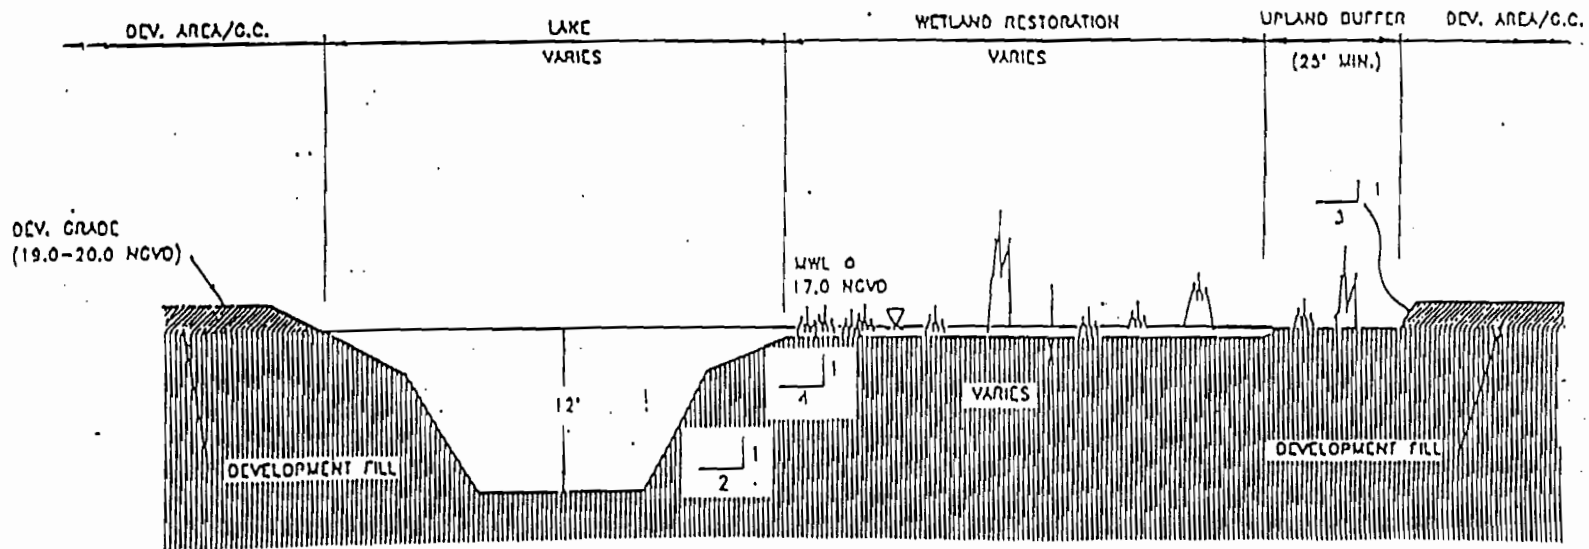 DEV. AREA/G.C.
LAKE
WETLAND RESTORATION
UPLAND BUFFER
DEV. AREA/G.C.
VARIES
VARIES
(25' MIN.)
1
3
DEV. GRADE
(19.0-20.0 NGVD)
MWL @
17.0 NGVD
12'
1
4
VARIES
1
2
DEVELOPMENT FILL
DEVELOPMENT FILL